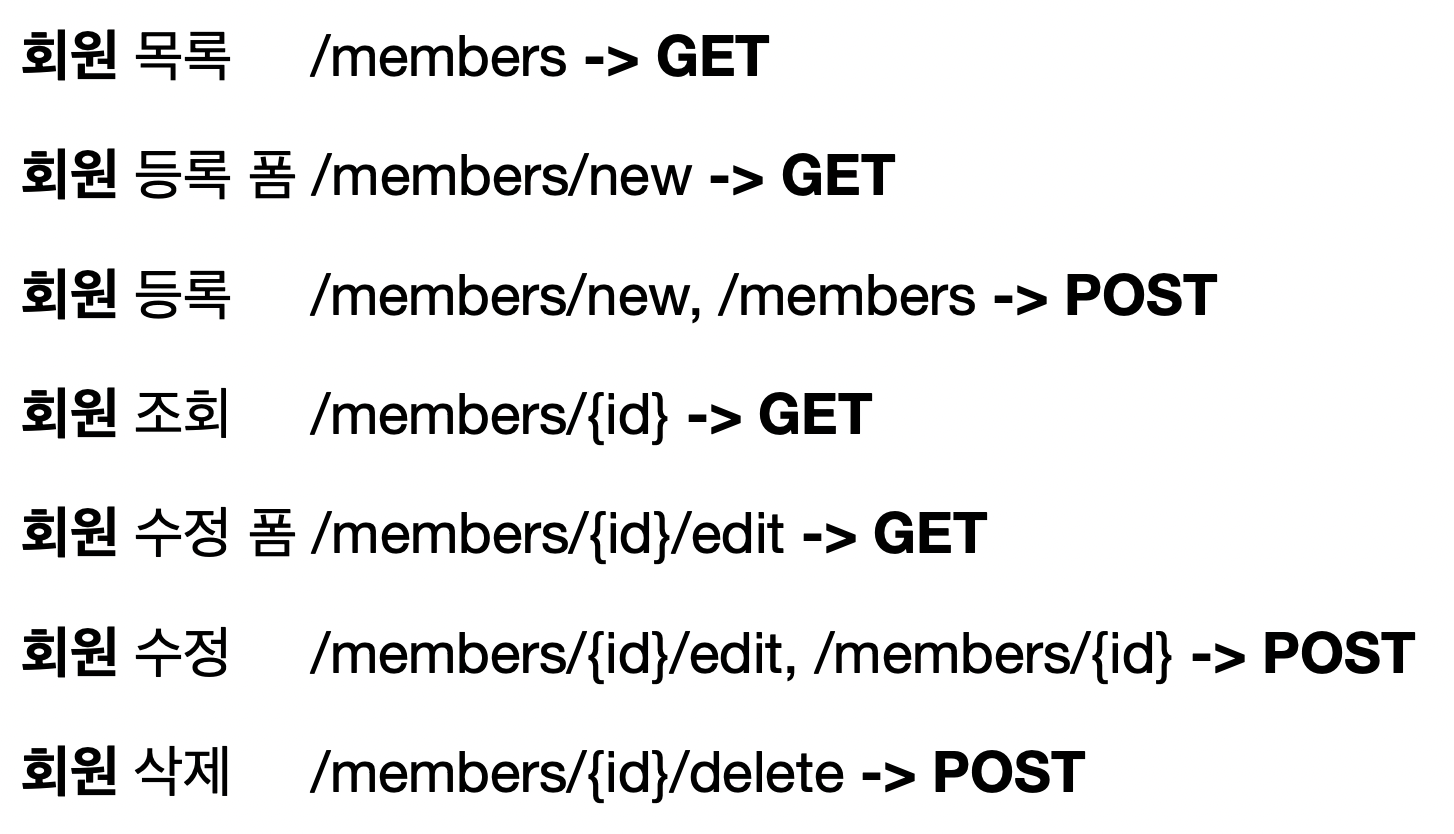 회원 목록 /members -> GET
회원 등록 폼 /members/new -> GET
회원 등록 /members/new, /members -> POST
회원 조회 /members/{id} -> GET
회원 수정 폼 /members/{id}/edit -> GET
회원 수정 /members/{id}/edit, /members/{id} -> POST
회원 삭제 /members/{id}/delete -> POST